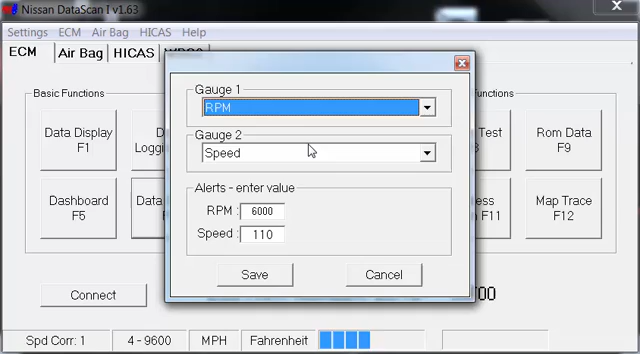 Nissan DataScan I v1.63
Settings ECM Air Bag HICAS Help
ECM Air Bag HICAS
Basic Functions
Functions
Data Display
F1
Test
Rom Data
F9
Dashboard
F5
F11
Map Trace
F12
Connect
Gauge 1
RPM
Gauge 2
Speed
Alerts - enter value
RPM : 6000
Speed : 110
Save Cancel
Spd Corr: 1 4 - 9600 MPH Fahrenheit